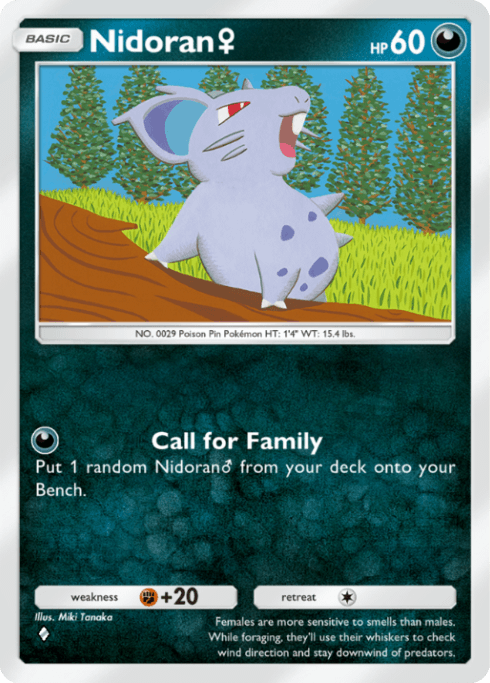 BASIC Nidoran♀ HP 60
NO. 0029 Poison Pin Pokémon HT: 1'4" WT: 15.4 lbs.
Call for Family
Put 1 random Nidoran♂ from your deck onto your
Bench.
weakness +20 retreat
Illus. Miki Tanaka
Females are more sensitive to smells than males.
While foraging, they'll use their whiskers to check
wind direction and stay downwind of predators.